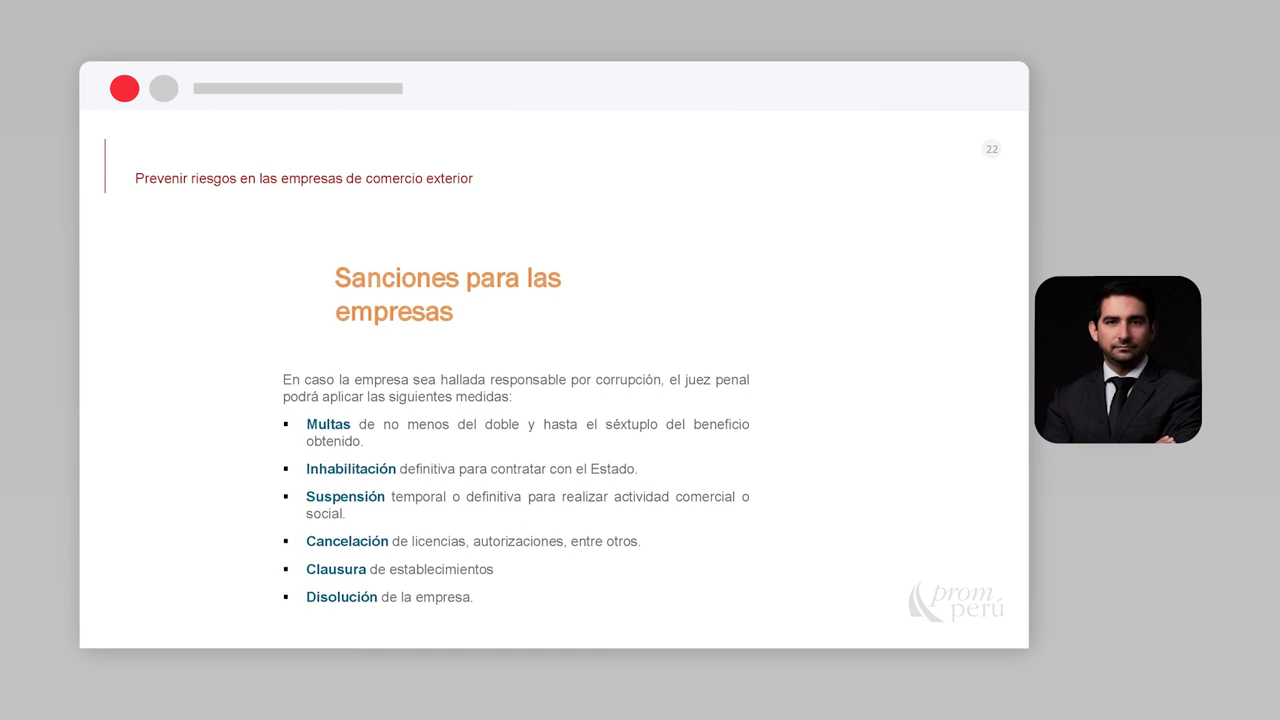 22
Prevenir riesgos en las empresas de comercio exterior
Sanciones para las
empresas
En caso la empresa sea hallada responsable por corrupción, el juez penal
podrá aplicar las siguientes medidas:
▪ Multas de no menos del doble y hasta el séxtuplo del beneficio
obtenido.
▪ Inhabilitación definitiva para contratar con el Estado.
▪ Suspensión temporal o definitiva para realizar actividad comercial o
social.
▪ Cancelación de licencias, autorizaciones, entre otros.
▪ Clausura de establecimientos
▪ Disolución de la empresa.
prom
perú